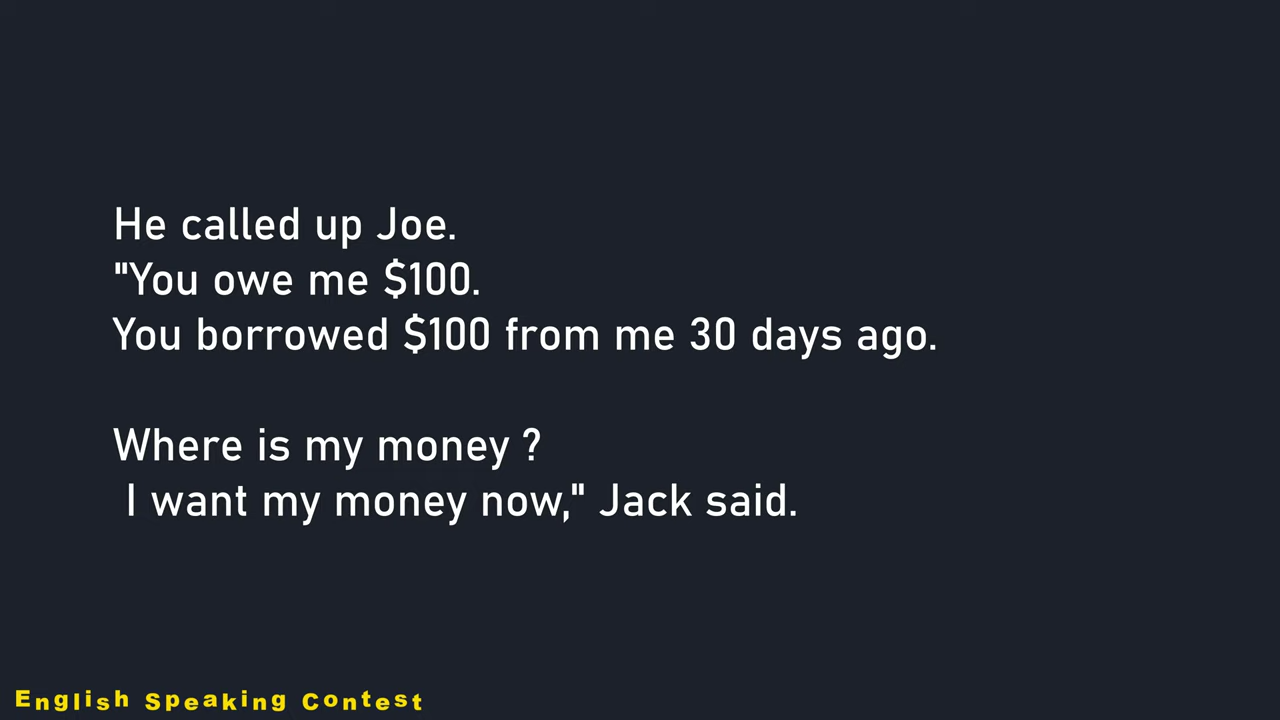 He called up Joe.
"You owe me $100.
You borrowed $100 from me 30 days ago.
Where is my money ?
I want my money now," Jack said.
English Speaking Contest